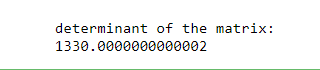 determinant of the matrix:
1330.0000000000002